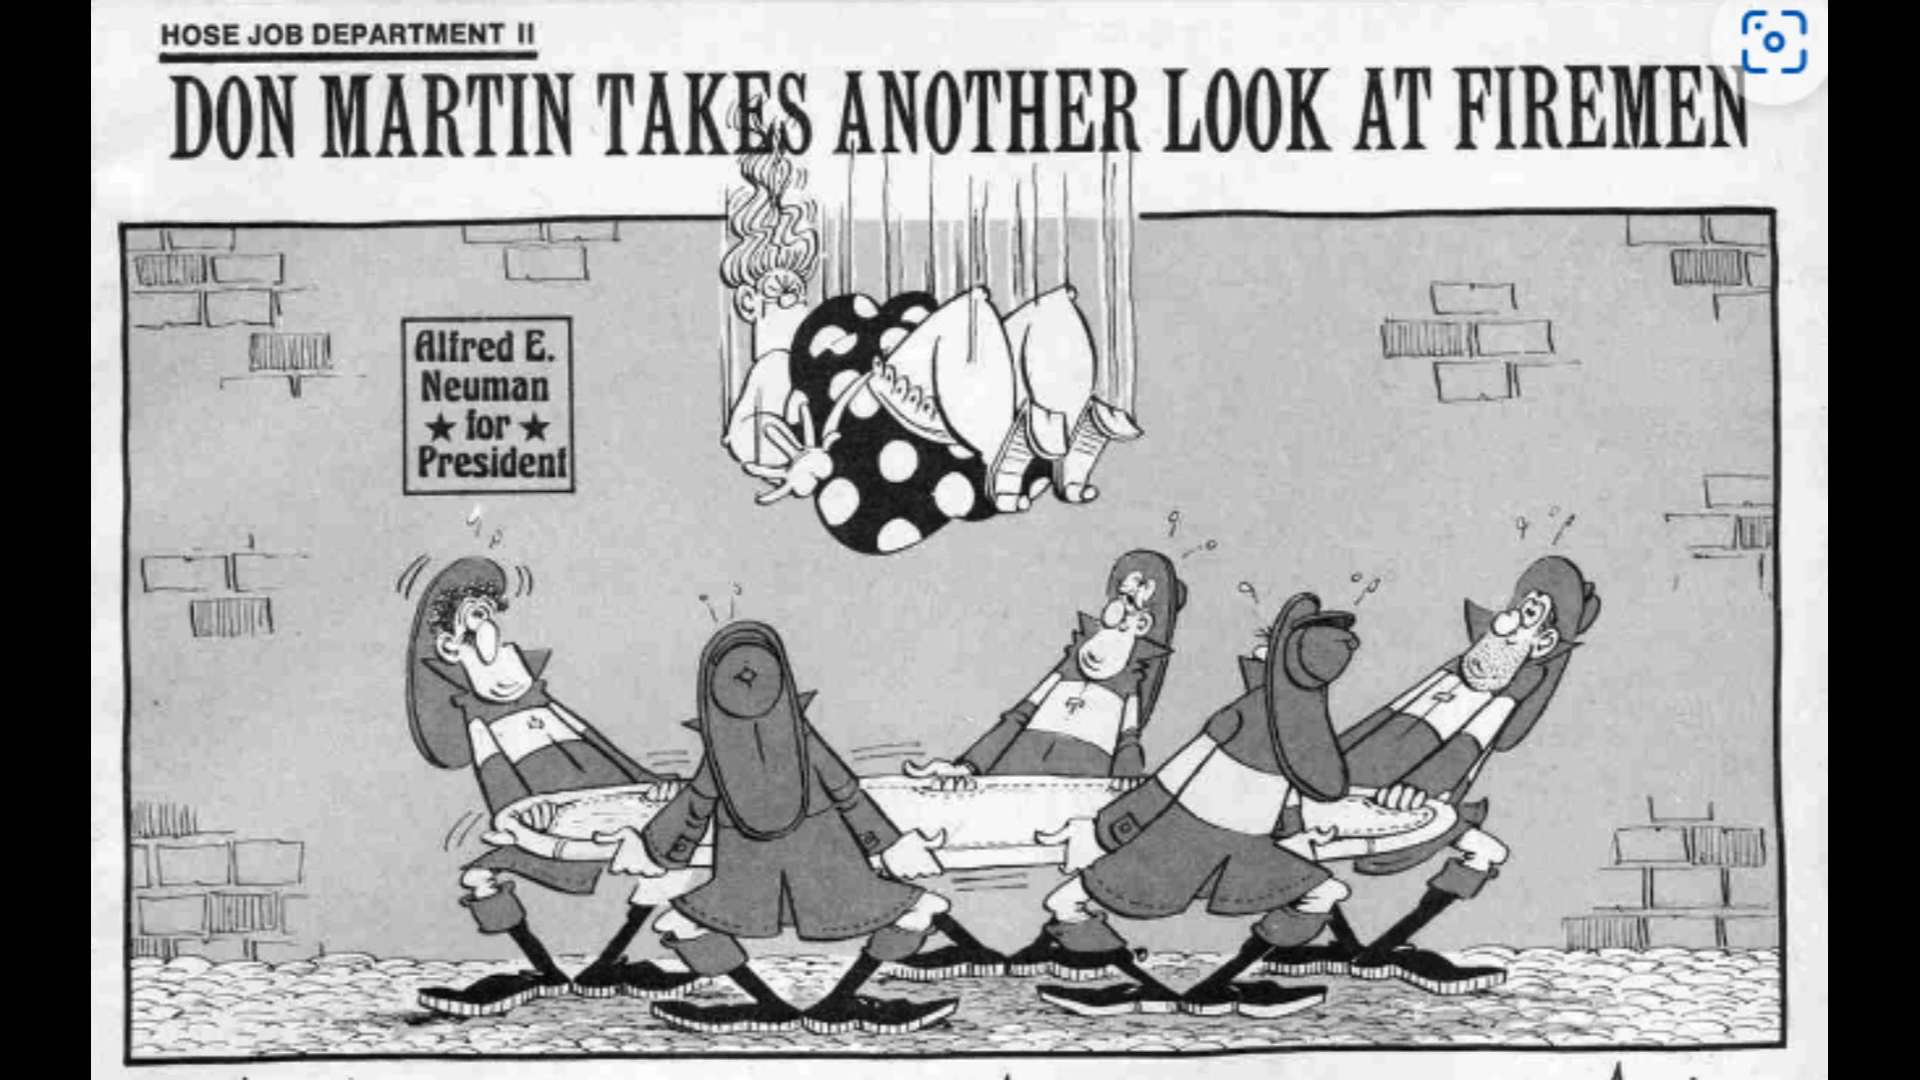 HOSE JOB DEPARTMENT II
DON MARTIN TAKES ANOTHER LOOK AT FIREMEN
Alfred E.
Neuman
★ for ★
President